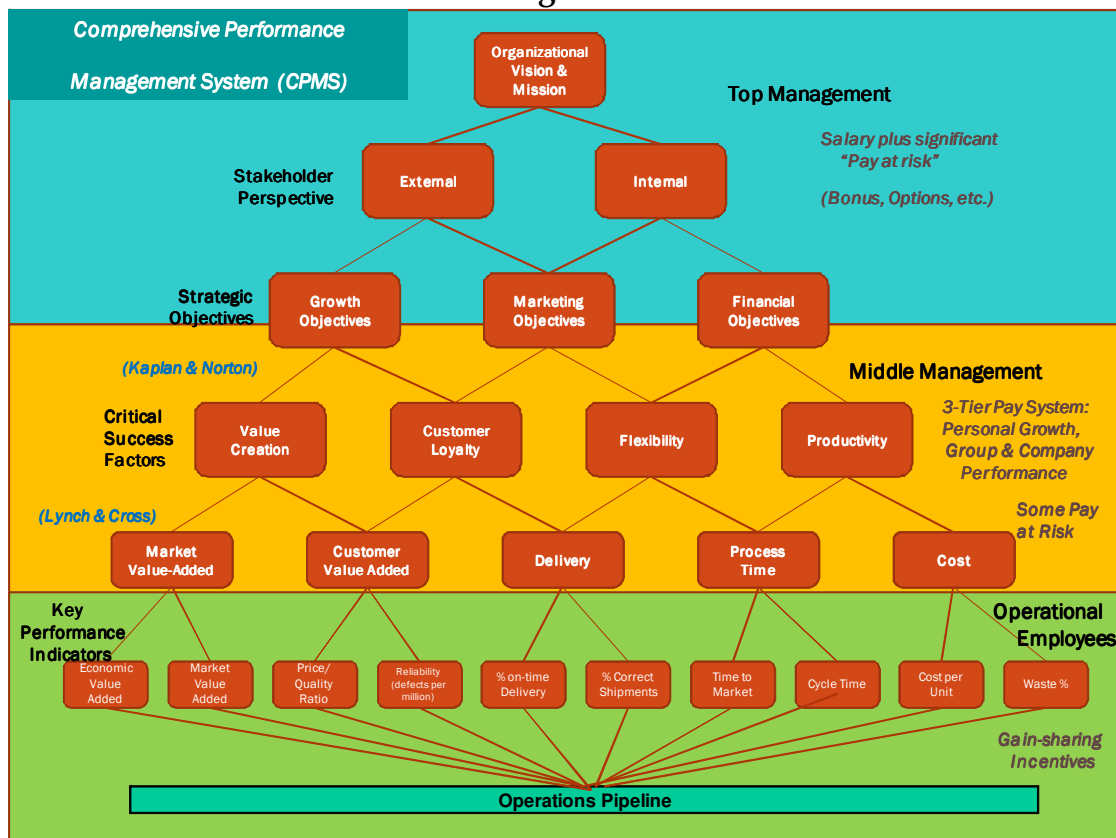 Comprehensive Performance
Management System (CPMS)
Organizational
Vision &
Mission
Top Management
Salary plus significant
“Pay at risk”
(Bonus, Options, etc.)
Stakeholder
Perspective
External
Internal
Strategic
Objectives
Growth
Objectives
Marketing
Objectives
Financial
Objectives
(Kaplan & Norton)
Middle Management
3-Tier Pay System:
Personal Growth,
Group & Company
Performance
Critical
Success
Factors
Value
Creation
Customer
Loyalty
Flexibility
Productivity
(Lynch & Cross)
Some Pay
at Risk
Market
Value-Added
Customer
Value Added
Delivery
Process
Time
Cost
Key
Performance
Indicators
Operational
Employees
Economic
Value
Added
Market
Value
Added
Price/
Quality
Ratio
Reliability
(defects per
million)
% on-time
Delivery
% Correct
Shipments
Time to
Market
Cycle Time
Cost per
Unit
Waste %
Gain-sharing
Incentives
Operations Pipeline